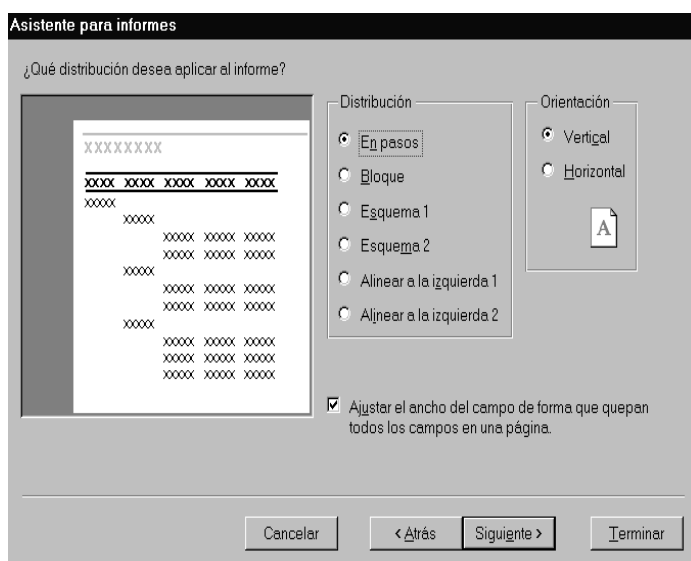 Asistente para informes
¿Qué distribución desea aplicar al informe?
XXXXXXXX
XXXX XXXX XXXX XXXX XXXX
XXXXX
XXXXX
XXXXX XXXXX XXXXX
XXXXX XXXXX XXXXX
XXXXX
XXXXX XXXXX XXXXX
XXXXX XXXXX XXXXX
XXXXX
XXXXX XXXXX XXXXX
XXXXX XXXXX XXXXX
XXXXX XXXXX XXXXX
Distribución
En pasos
Bloque
Esquema 1
Esquema 2
Alinear a la izquierda 1
Alinear a la izquierda 2
Orientación
Vertical
Horizontal
A
Ajustar el ancho del campo de forma que quepan
todos los campos en una página.
Cancelar
< Atrás
Siguiente >
Terminar